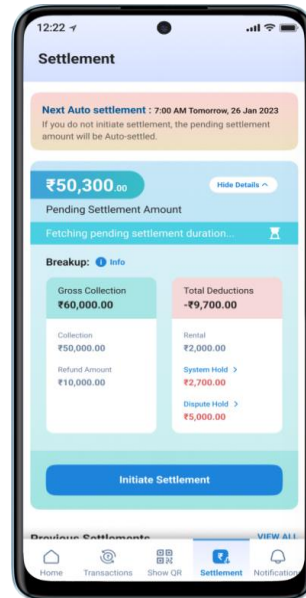 12:22
Settlement
Next Auto settlement : 7:00 AM Tomorrow, 26 Jan 2023
If you do not initiate settlement, the pending settlement
amount will be Auto-settled.
₹50,300.00
Hide Details
Pending Settlement Amount
Fetching pending settlement duration...
Breakup: i Info
Gross Collection
₹60,000.00
Collection
₹50,000.00
Refund Amount
₹10,000.00
Total Deductions
-₹9,700.00
Rental
₹2,000.00
System Hold >
₹2,700.00
Dispute Hold >
₹5,000.00
Initiate Settlement
Previous Settlements VIEW ALL
Home Transactions Show QR Settlement Notification